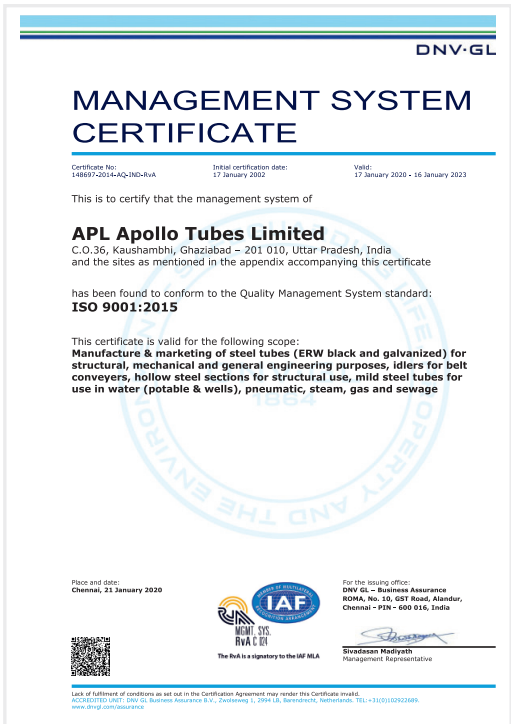 DNV·GL
MANAGEMENT SYSTEM
CERTIFICATE
Certificate No: Initial certification date: Valid:
148697-2014-AQ-IND-RvA 17 January 2002 17 January 2020 - 16 January 2023
This is to certify that the management system of
APL Apollo Tubes Limited
C.O.36, Kaushambhi, Ghaziabad – 201 010, Uttar Pradesh, India
and the sites as mentioned in the appendix accompanying this certificate
has been found to conform to the Quality Management System standard:
ISO 9001:2015
This certificate is valid for the following scope:
Manufacture & marketing of steel tubes (ERW black and galvanized) for
structural, mechanical and general engineering purposes, idlers for belt
conveyers, hollow steel sections for structural use, mild steel tubes for
use in water (potable & wells), pneumatic, steam, gas and sewage
1864
Place and date:
Chennai, 21 January 2020
MEMBER OF MULTILATERAL
RECOGNITION ARRANGEMENT
IAF
MGMT. SYS.
RvA C 024
The RvA is a signatory to the IAF MLA
For the issuing office:
DNV GL – Business Assurance
ROMA, No. 10, GST Road, Alandur,
Chennai - PIN - 600 016, India
Sivadasan Madiyath
Management Representative
Lack of fulfilment of conditions as set out in the Certification Agreement may render this Certificate invalid.
ACCREDITED UNIT: DNV GL Business Assurance B.V., Zwolseweg 1, 2994 LB, Barendrecht, Netherlands. TEL:+31(0)102922689.
www.dnvgl.com/assurance